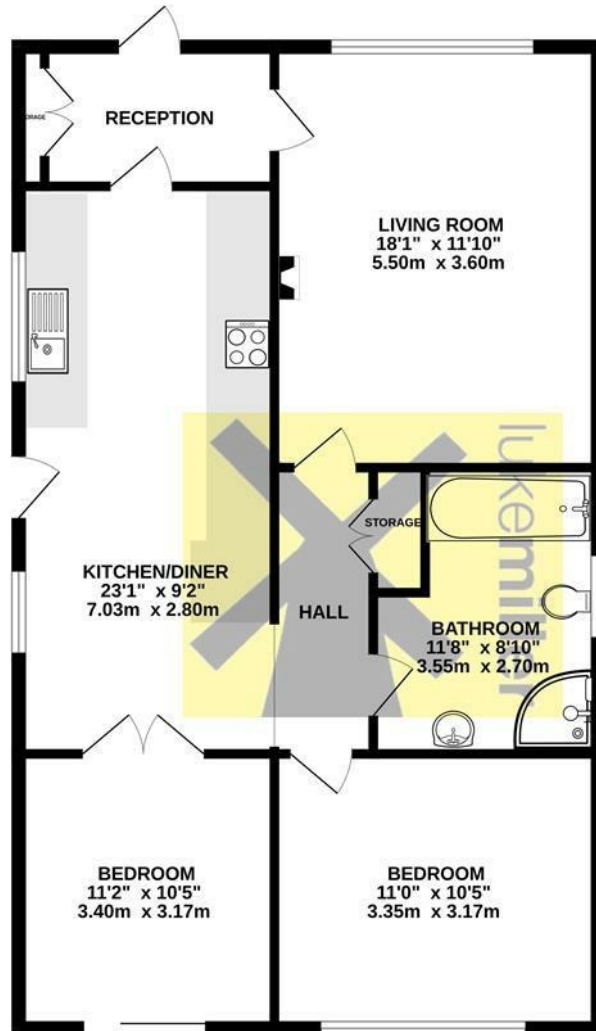 RECEPTION
LIVING ROOM
18'1" x 11'10"
5.50m x 3.60m
STORAGE
KITCHEN/DINER
23'1" x 9'2"
7.03m x 2.80m
HALL
BATHROOM
11'8" x 8'10"
3.55m x 2.70m
lukemiller
BEDROOM
11'2" x 10'5"
3.40m x 3.17m
BEDROOM
11'0" x 10'5"
3.35m x 3.17m